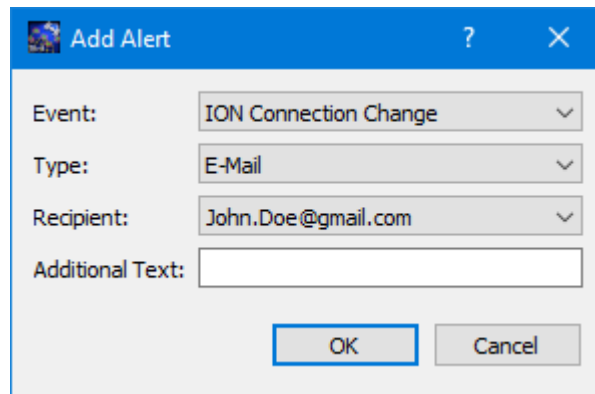 Add Alert
Event: ION Connection Change
Type: E-Mail
Recipient: John.Doe@gmail.com
Additional Text:
OK Cancel